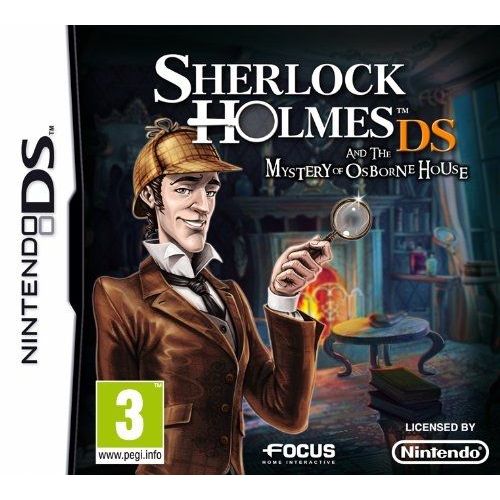 NINTENDO DS™
SHERLOCK
HOLMES™ DS
AND THE
MYSTERY OF OSBORNE HOUSE
3
www.pegi.info
FOCUS
HOME INTERACTIVE
LICENSED BY
Nintendo